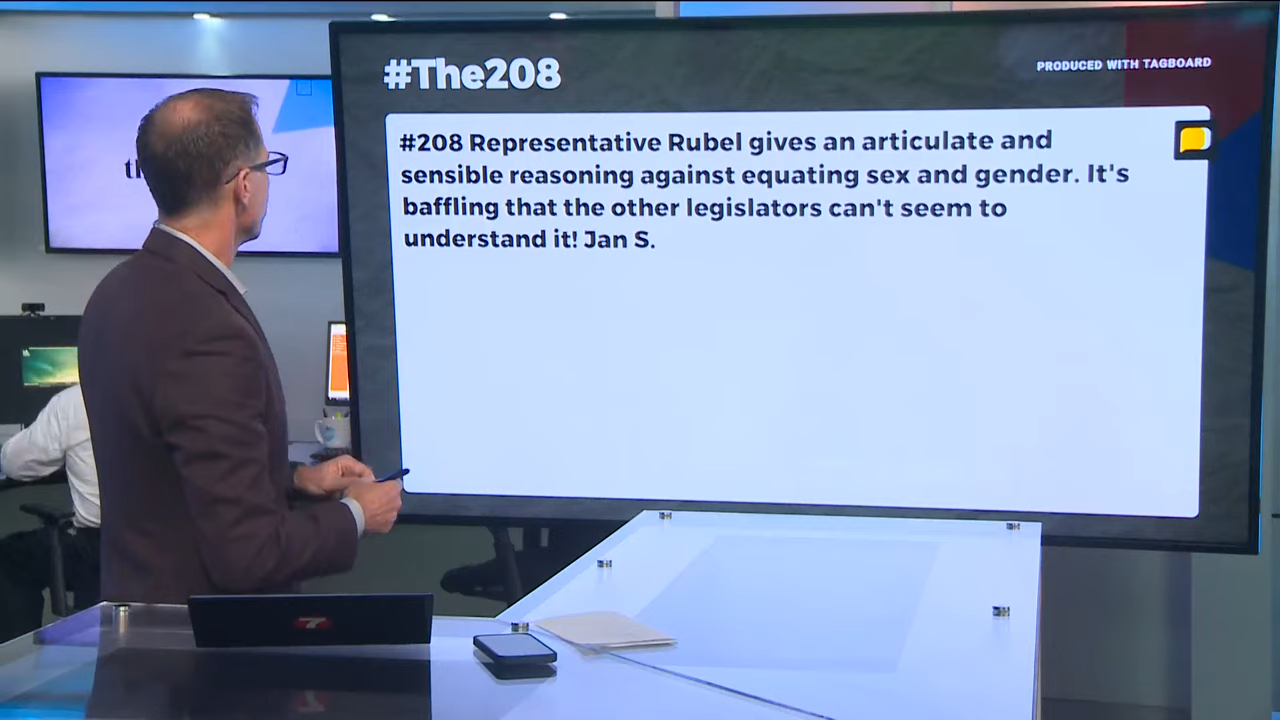 #The208
PRODUCED WITH TAGBOARD
#208 Representative Rubel gives an articulate and
sensible reasoning against equating sex and gender. It's
baffling that the other legislators can't seem to
understand it! Jan S.
7